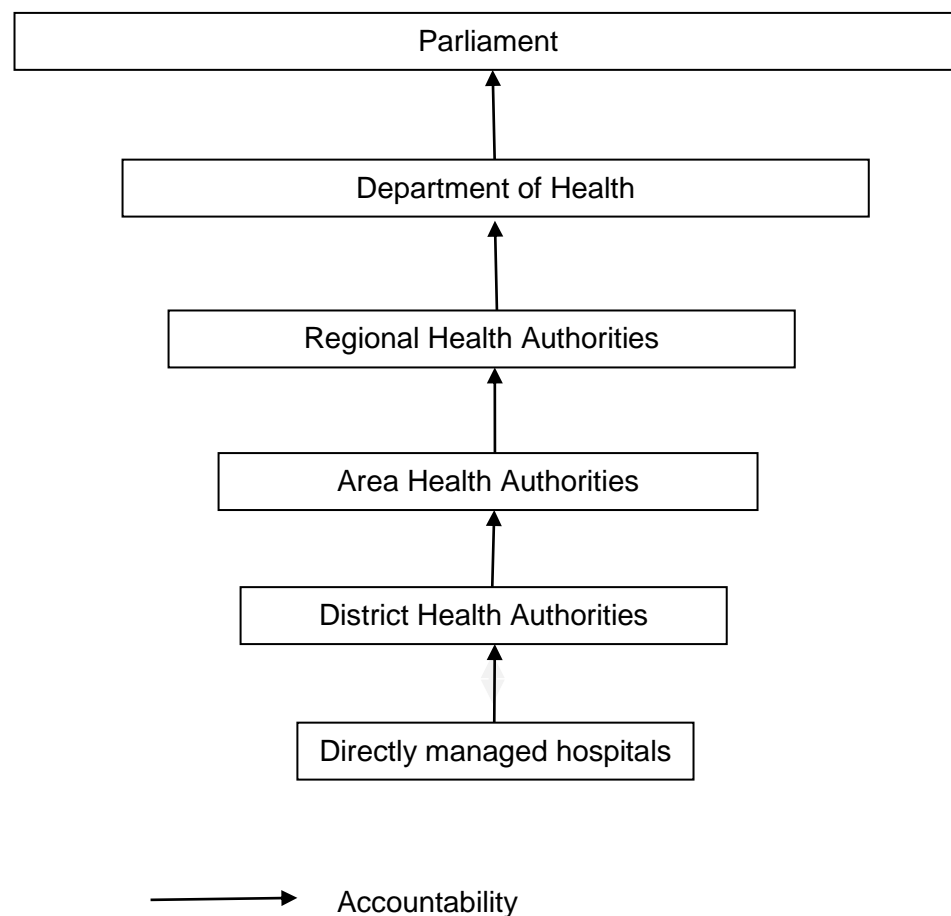 Parliament
Department of Health
Regional Health Authorities
Area Health Authorities
District Health Authorities
Directly managed hospitals
Accountability